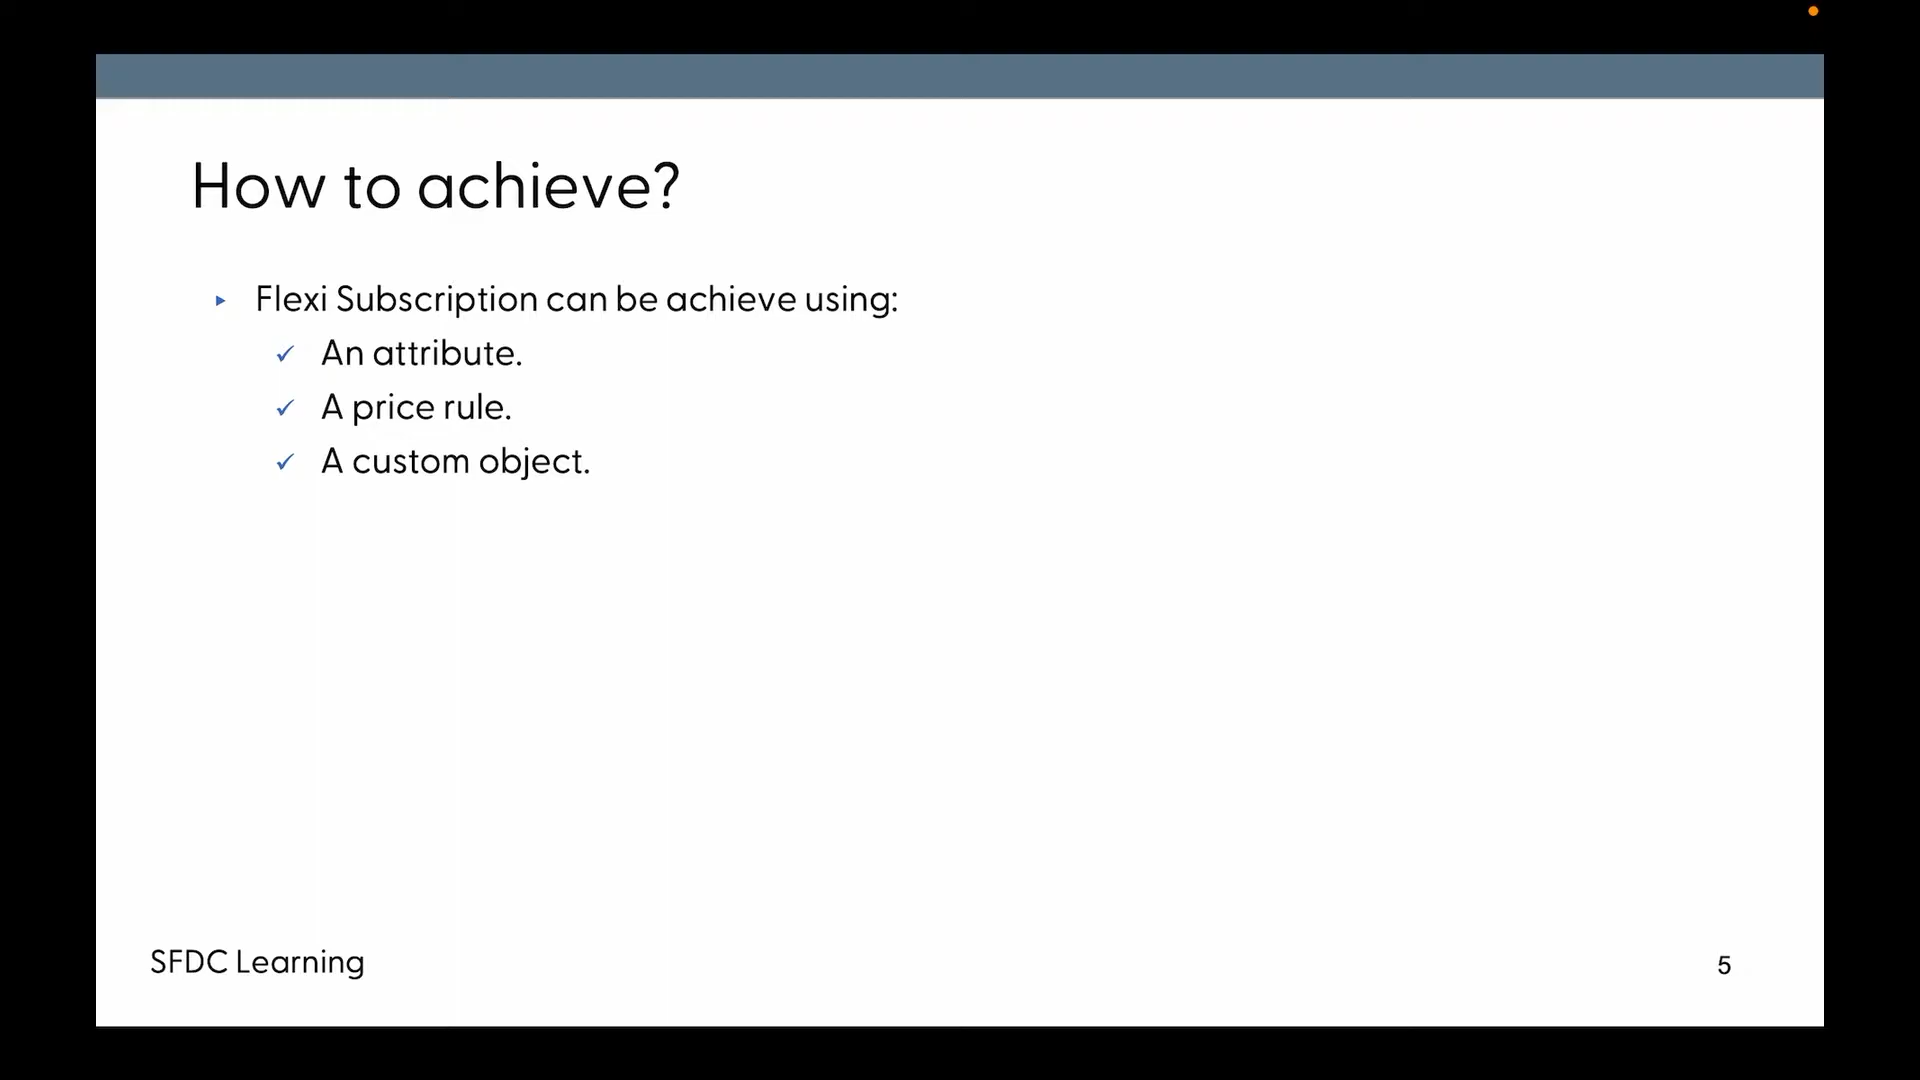 How to achieve?
Flexi Subscription can be achieve using:
An attribute.
A price rule.
A custom object.
SFDC Learning
5